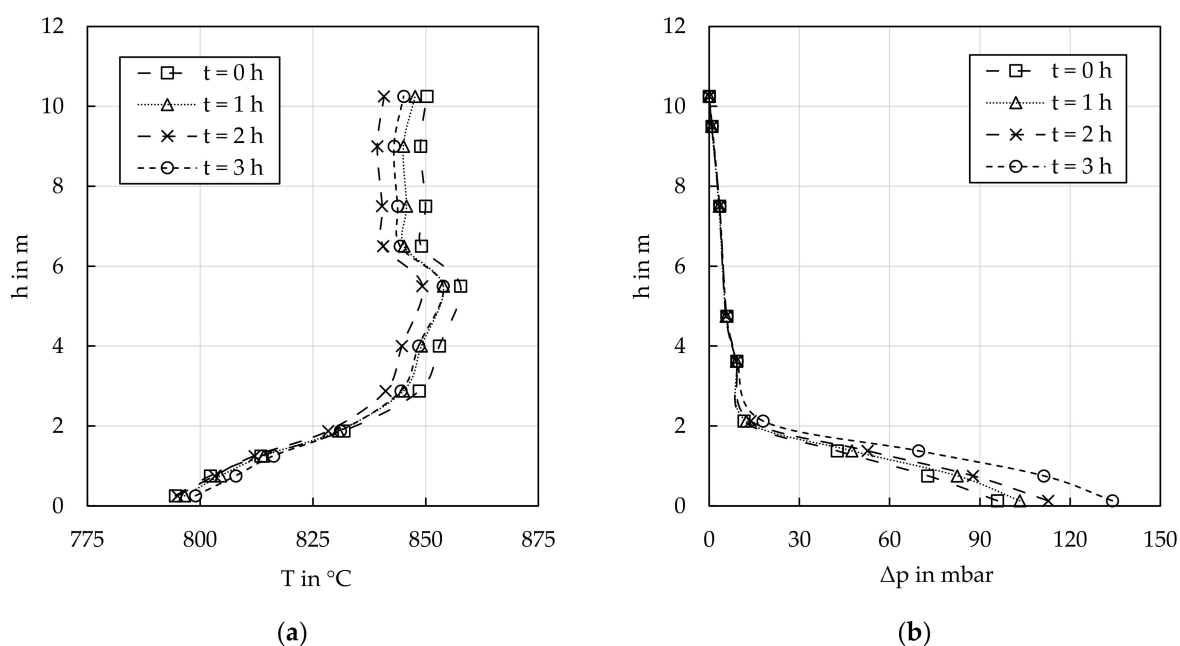 12
10
8
6
4
2
0
h in m
t = 0 h
t = 1 h
t = 2 h
t = 3 h
775 800 825 850 875
T in °C
(a)
12
10
8
6
4
2
0
h in m
t = 0 h
t = 1 h
t = 2 h
t = 3 h
0 30 60 90 120 150
Δp in mbar
(b)